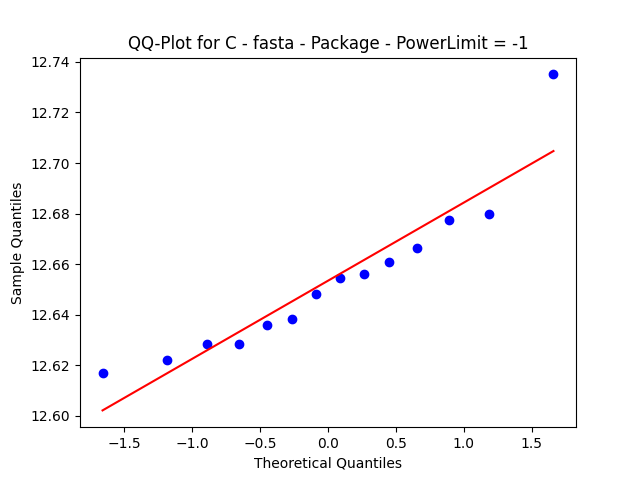 QQ-Plot for C - fasta - Package - PowerLimit = -1
12.74
12.72
12.70
12.68
12.66
12.64
12.62
12.60
Sample Quantiles
−1.5 −1.0 −0.5 0.0 0.5 1.0 1.5
Theoretical Quantiles